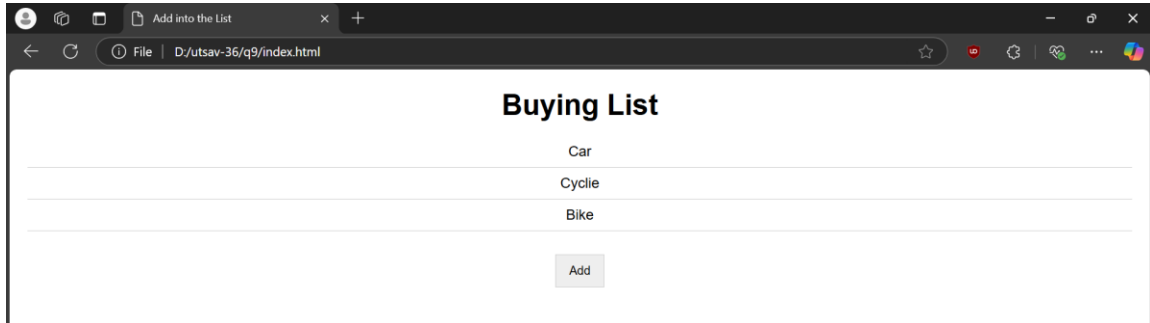 Add into the List
File | D:/utsav-36/q9/index.html
Buying List
Car
Cyclie
Bike
Add